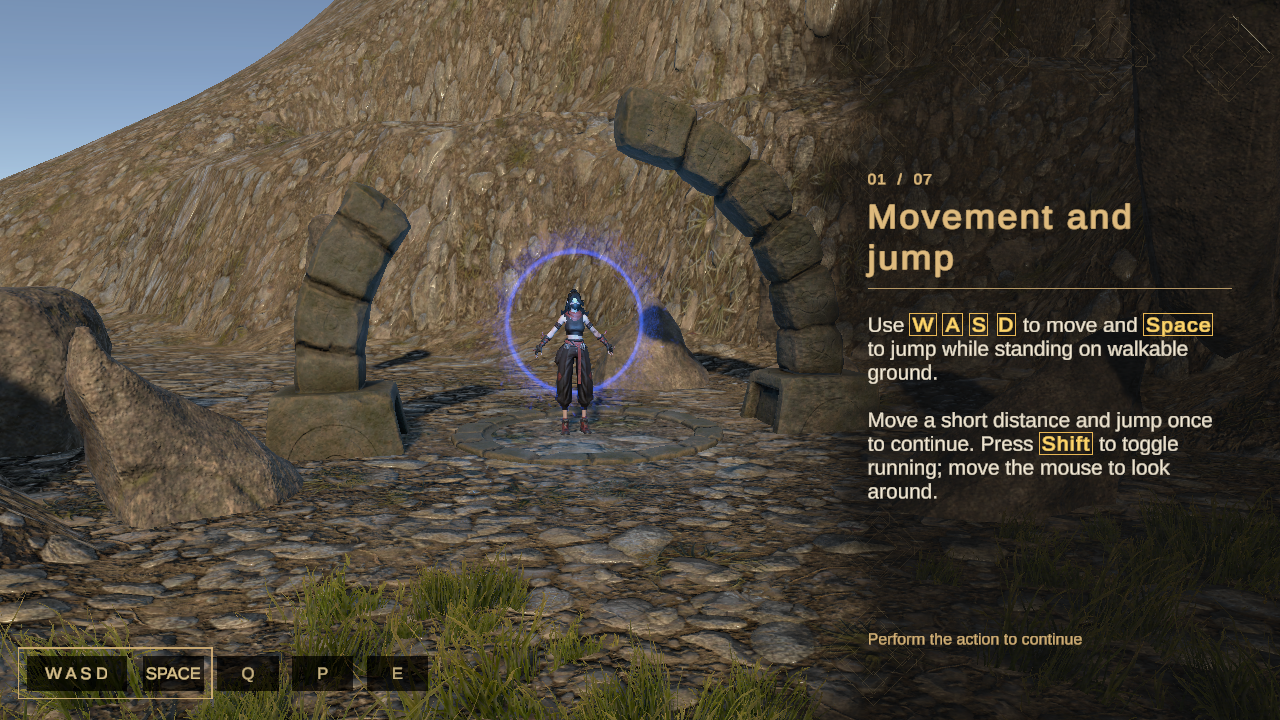 01 / 07
Movement and
jump
Use W A S D to move and Space
to jump while standing on walkable
ground.
Move a short distance and jump once
to continue. Press Shift to toggle
running; move the mouse to look
around.
Perform the action to continue
WASD SPACE Q P E